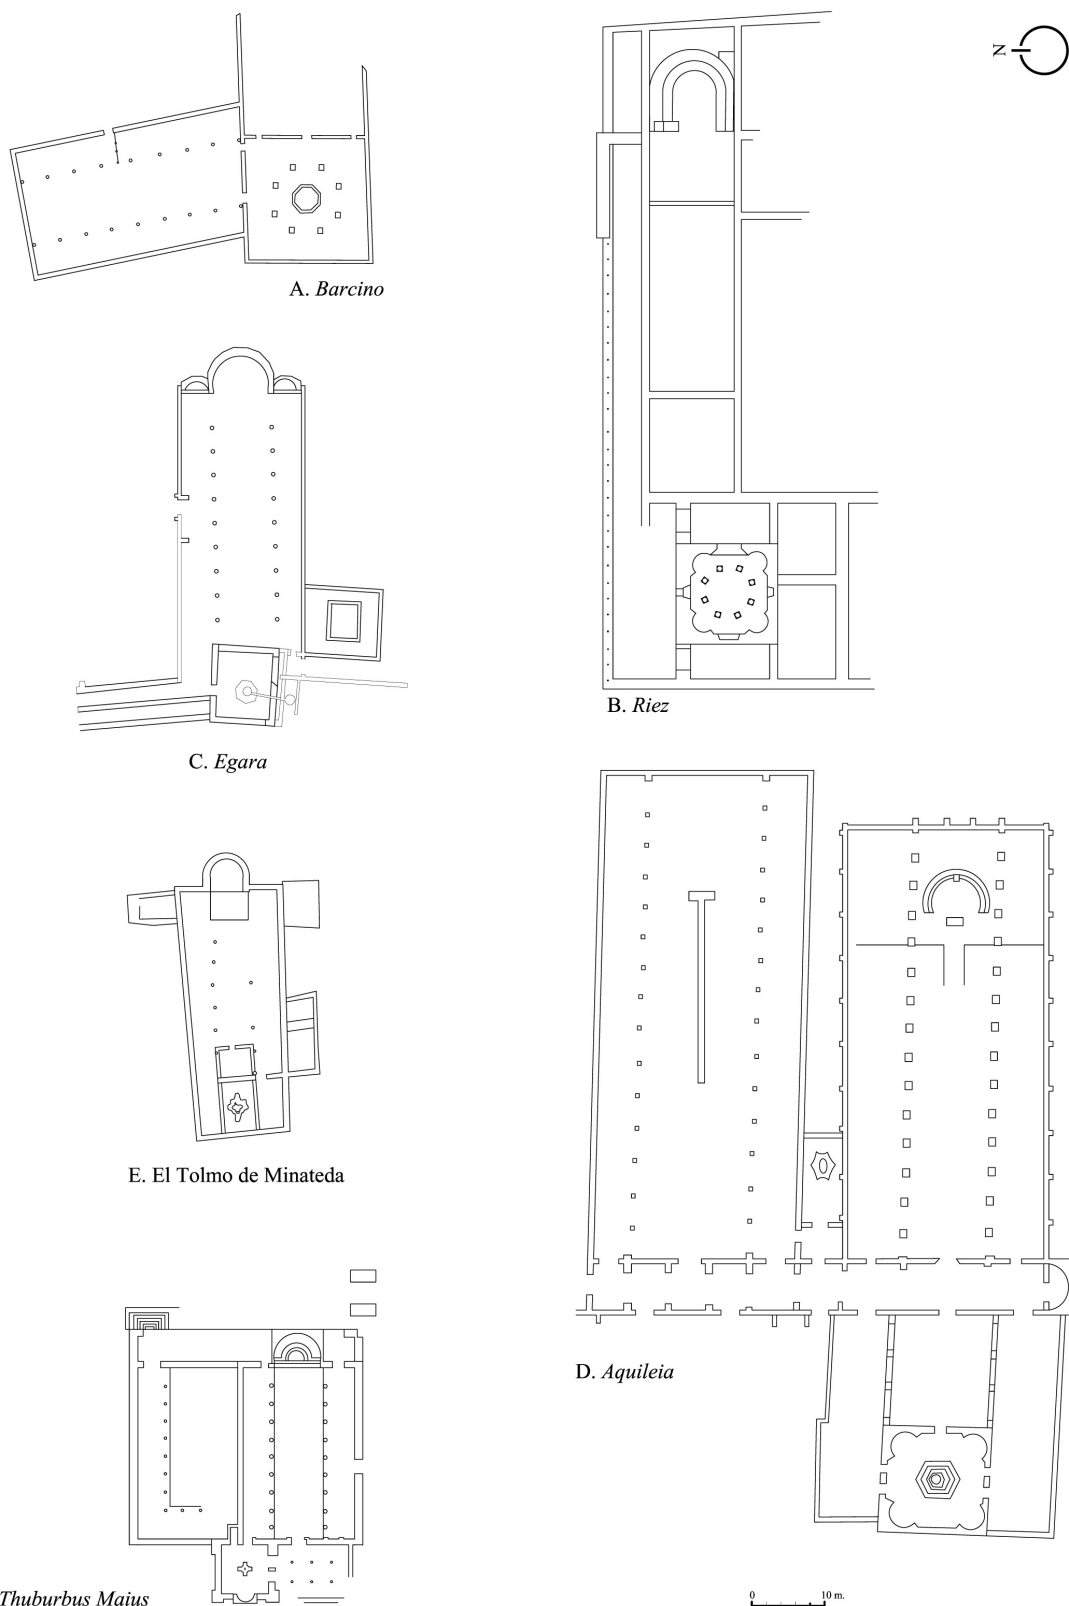 N
A. Barcino
B. Riez
C. Egara
E. El Tolmo de Minateda
D. Aquileia
Thuburbus Maius
0 10 m.